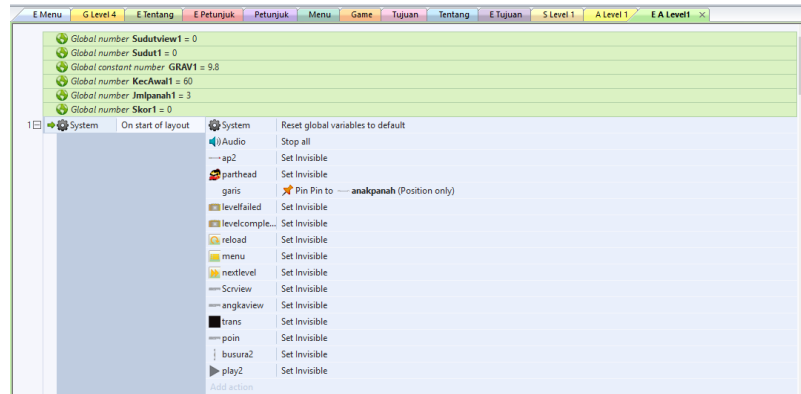 E Menu G Level 4 E Tentang E Petunjuk Petunjuk Menu Game Tujuan Tentang E Tujuan S Level 1 A Level 1 E A Level1 ×
Global number Sudutview1 = 0
Global number Sudut1 = 0
Global constant number GRAV1 = 9.8
Global number KecAwal1 = 60
Global number Jmlpanah1 = 3
Global number Skor1 = 0
1 System On start of layout System Reset global variables to default
Audio Stop all
ap2 Set Invisible
parthead Set Invisible
garis Pin Pin to anakpanah (Position only)
levelfailed Set Invisible
levelcomple... Set Invisible
reload Set Invisible
menu Set Invisible
nextlevel Set Invisible
Scrview Set Invisible
angkaview Set Invisible
trans Set Invisible
poin Set Invisible
busura2 Set Invisible
play2 Set Invisible
Add action